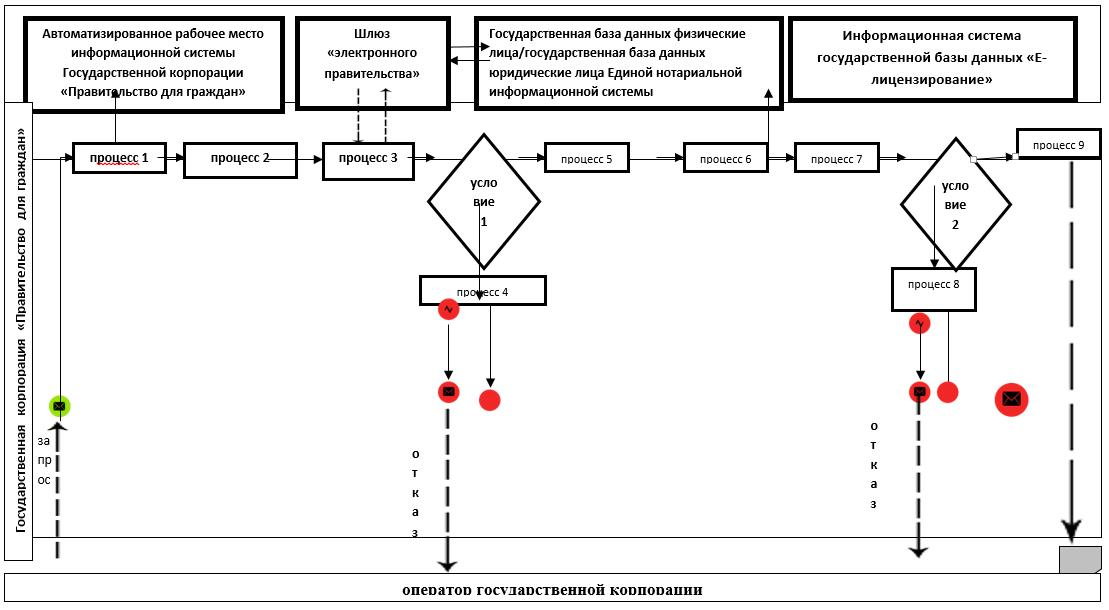 Автоматизированное рабочее место
информационной системы
Государственной корпорации
«Правительство для граждан»
Шлюз
«электронного
правительства»
Государственная база данных физические
лица/государственная база данных
юридические лица Единой нотариальной
информационной системы
Информационная система
государственной базы данных «Е-
лицензирование»
Государственная корпорация «Правительство для граждан»
процесс 1
процесс 2
процесс 3
усло
вие
1
процесс 5
процесс 6
процесс 7
усло
вие
2
процесс 9
процесс 4
процесс 8
за
пр
ос
о
т
к
а
з
о
т
к
а
з
оператор государственной корпорации